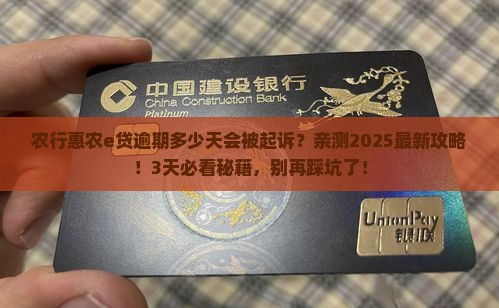 中国建设银行
China Construction Bank
Platinum
农行惠农e贷逾期多少天会被起诉？亲测2025最新攻略
！3天必看秘籍，别再踩坑了！
UnionPay
银联